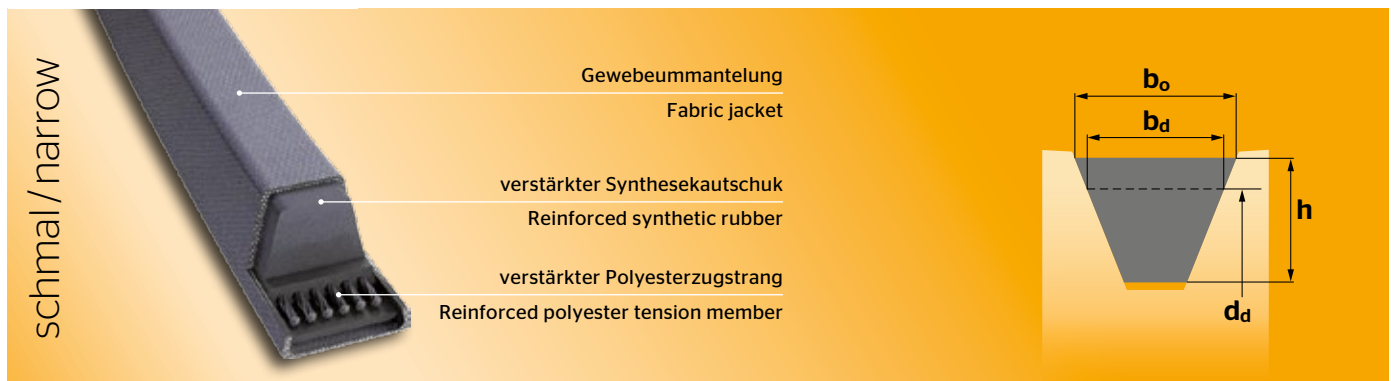 schmal / narrow
Gewebeummantelung
Fabric jacket
verstärkter Synthesekautschuk
Reinforced synthetic rubber
verstärkter Polyesterzugstrang
Reinforced polyester tension member
bo
bd
h
dd